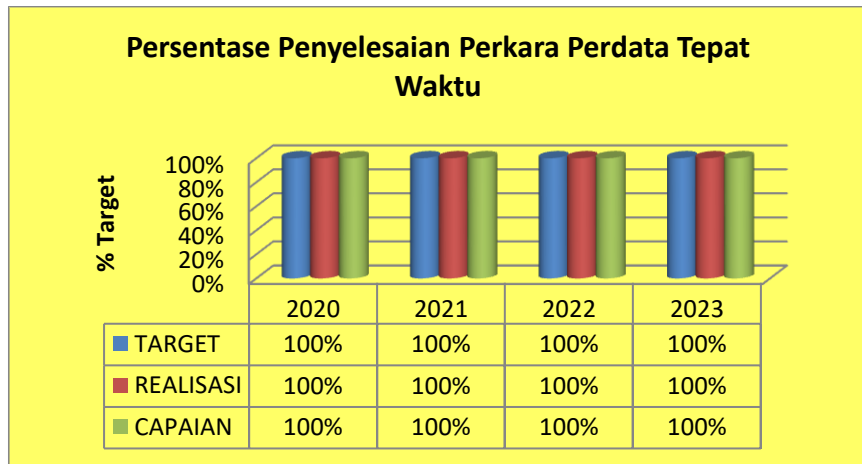 Persentase Penyelesaian Perkara Perdata Tepat
Waktu
% Target
100%
80%
60%
40%
20%
0%
2020 2021 2022 2023
TARGET 100% 100% 100% 100%
REALISASI 100% 100% 100% 100%
CAPAIAN 100% 100% 100% 100%